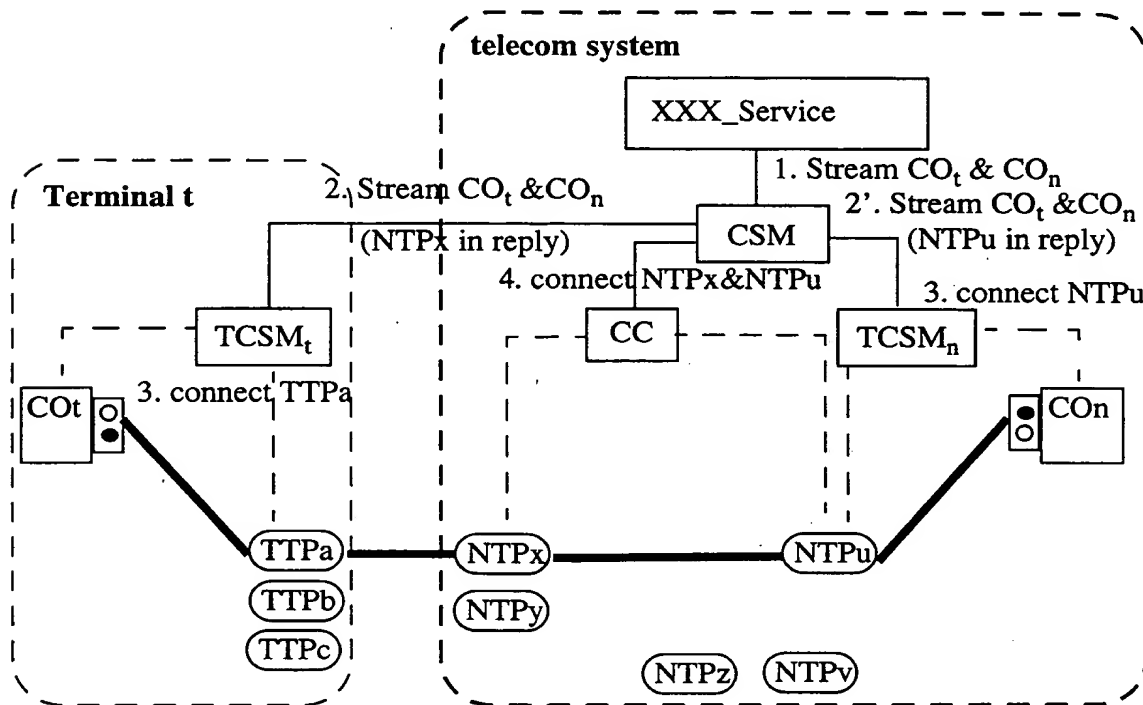 telecom system
XXX_Service
1. Stream COt & COn
Terminal t
2. Stream COt &COn
2'. Stream COt &COn
(NTPx in reply)
CSM
(NTPu in reply)
4. connect NTPx&NTPu
3. connect NTPu
TCSMt
CC
TCSMn
3. connect TTPa
COt
COn
TTPa
NTPx
NTPu
TTPb
NTPy
TTPc
NTPz
NTPv